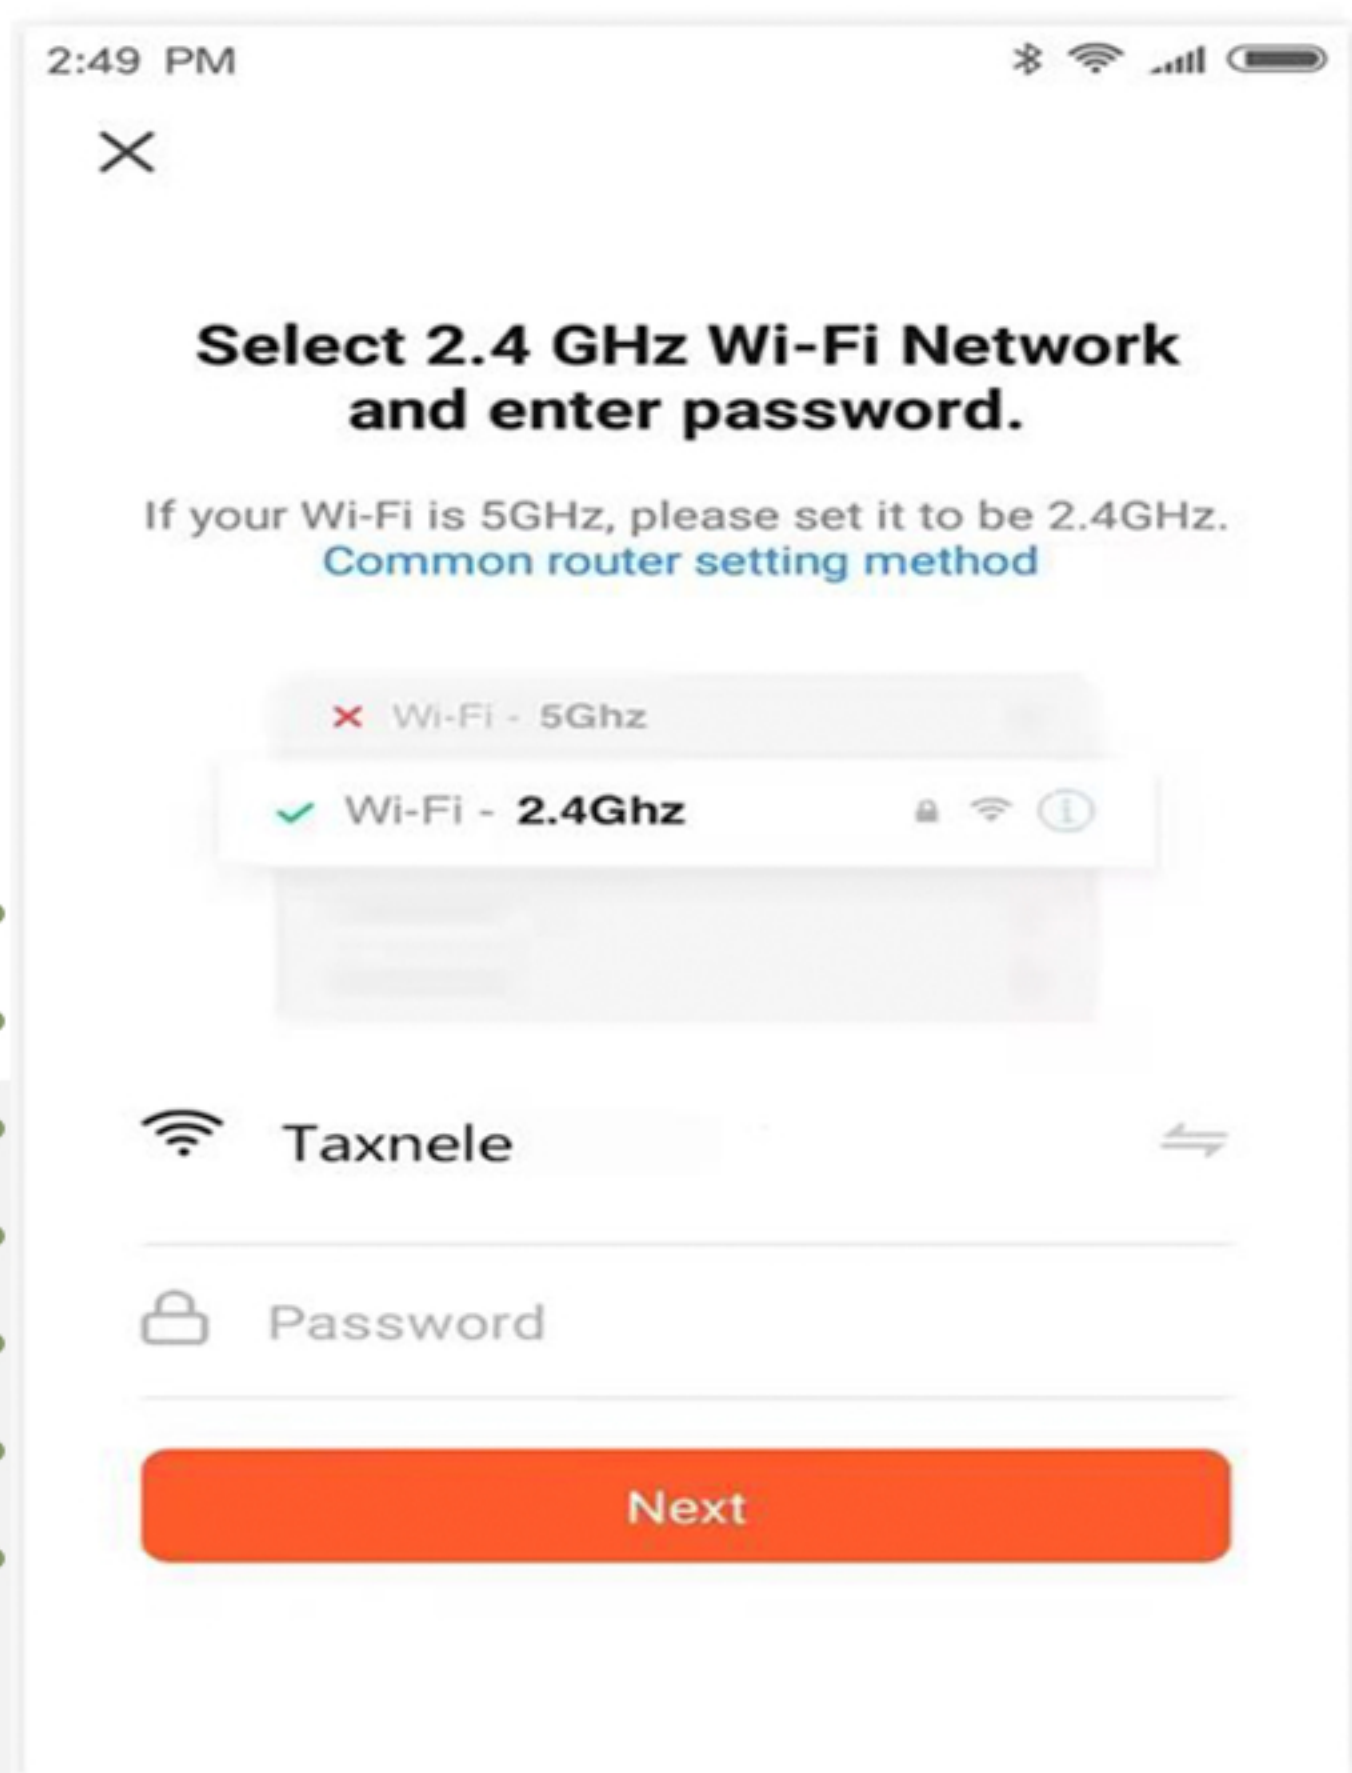 2:49 PM
Select 2.4 GHz Wi-Fi Network
and enter password.
If your Wi-Fi is 5GHz, please set it to be 2.4GHz.
Common router setting method
Wi-Fi - 5Ghz
Wi-Fi - 2.4Ghz
Taxnele
Password
Next